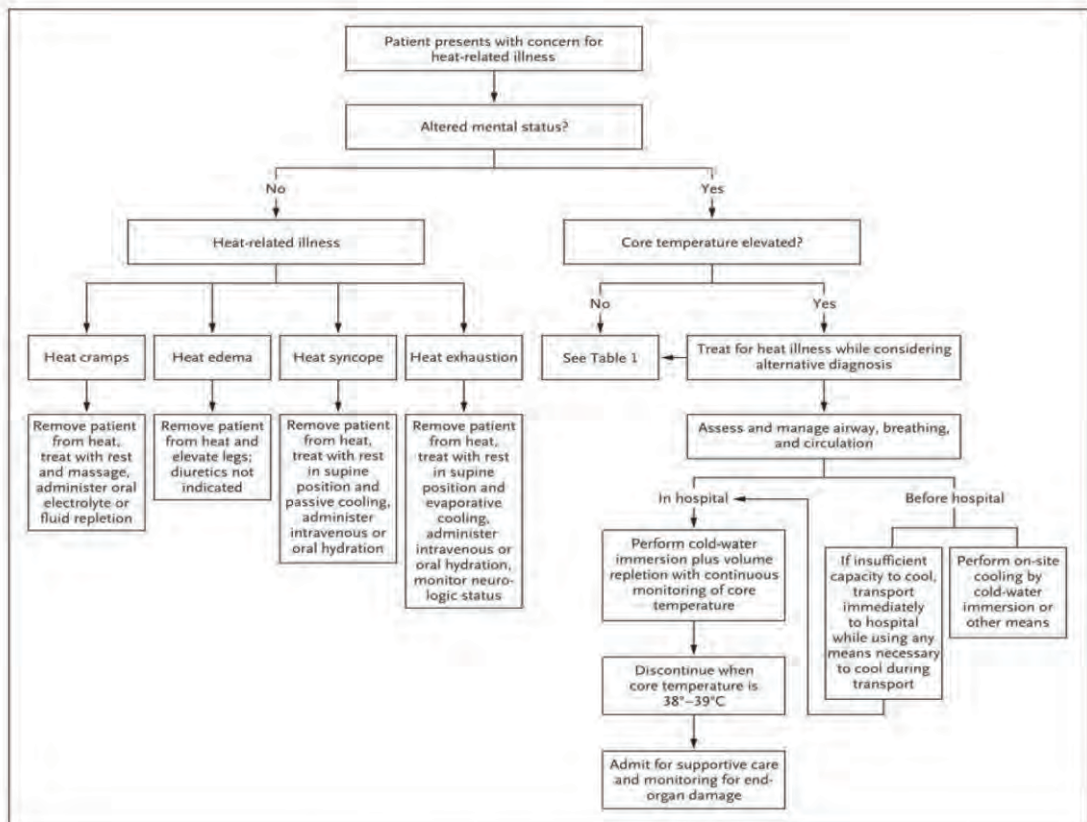 Patient presents with concern for
heat-related illness
Altered mental status?
No
Yes
Heat-related illness
Core temperature elevated?
No
Yes
Heat cramps
Heat edema
Heat syncope
Heat exhaustion
See Table 1
Treat for heat illness while considering
alternative diagnosis
Remove patient
from heat,
treat with rest
and massage,
administer oral
electrolyte or
fluid repletion
Remove patient
from heat and
elevate legs;
diuretics not
indicated
Remove patient
from heat,
treat with rest
in supine
position and
passive cooling,
administer
intravenous
or oral hydration
Remove patient
from heat,
treat with rest
in supine
position and
evaporative
cooling,
administer
intravenous or
oral hydration,
monitor neuro-
logic status
Assess and manage airway, breathing,
and circulation
In hospital
Before hospital
Perform cold-water
immersion plus volume
repletion with continuous
monitoring of core
temperature
If insufficient
capacity to cool,
transport
immediately
to hospital
while using any
means necessary
to cool during
transport
Perform on-site
cooling by
cold-water
immersion or
other means
Discontinue when
core temperature is
38°–39°C
Admit for supportive care
and monitoring for end-
organ damage